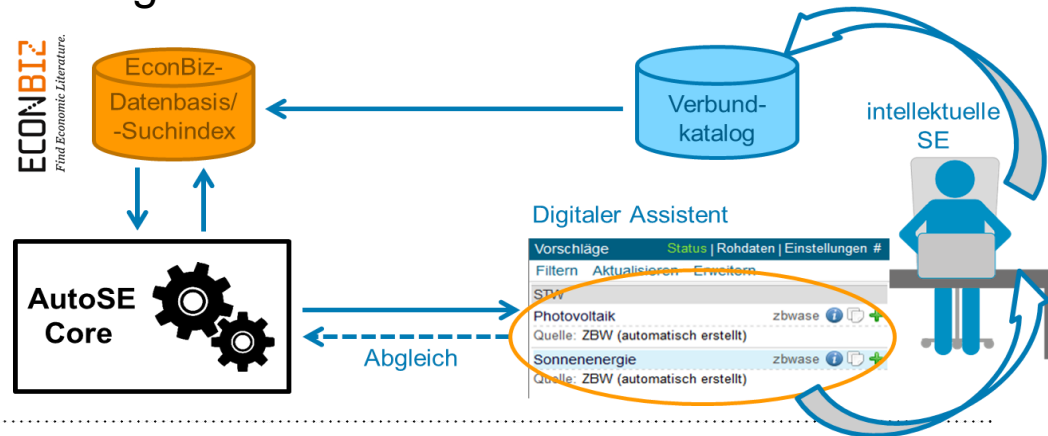 ECONBIZ
Find Economic Literature.
EconBiz-
Datenbasis/
-Suchindex
Verbund-
katalog
intellektuelle
SE
Digitaler Assistent
AutoSE
Core
Abgleich
Vorschläge Status | Rohdaten | Einstellungen #
Filtern Aktualisieren Erweitern
STW
Photovoltaik zbwase
Quelle: ZBW (automatisch erstellt)
Sonnenenergie zbwase
Quelle: ZBW (automatisch erstellt)